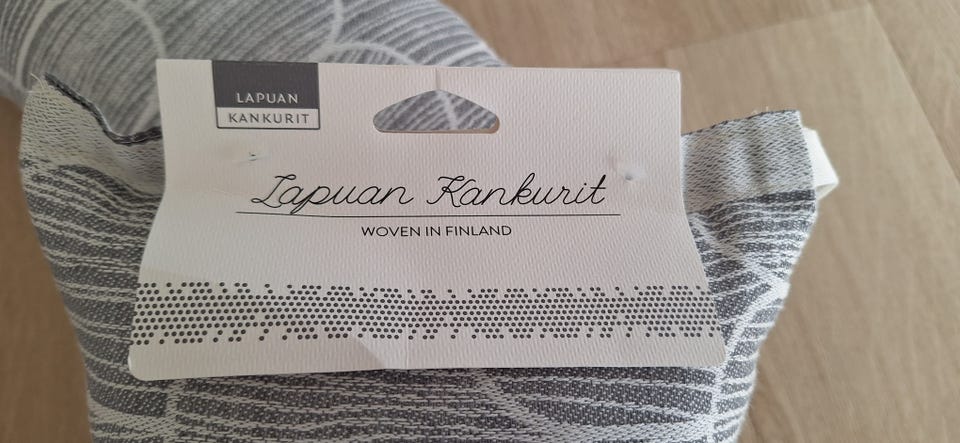 LAPUAN
KANKURIT
Lapuan Kankurit
WOVEN IN FINLAND